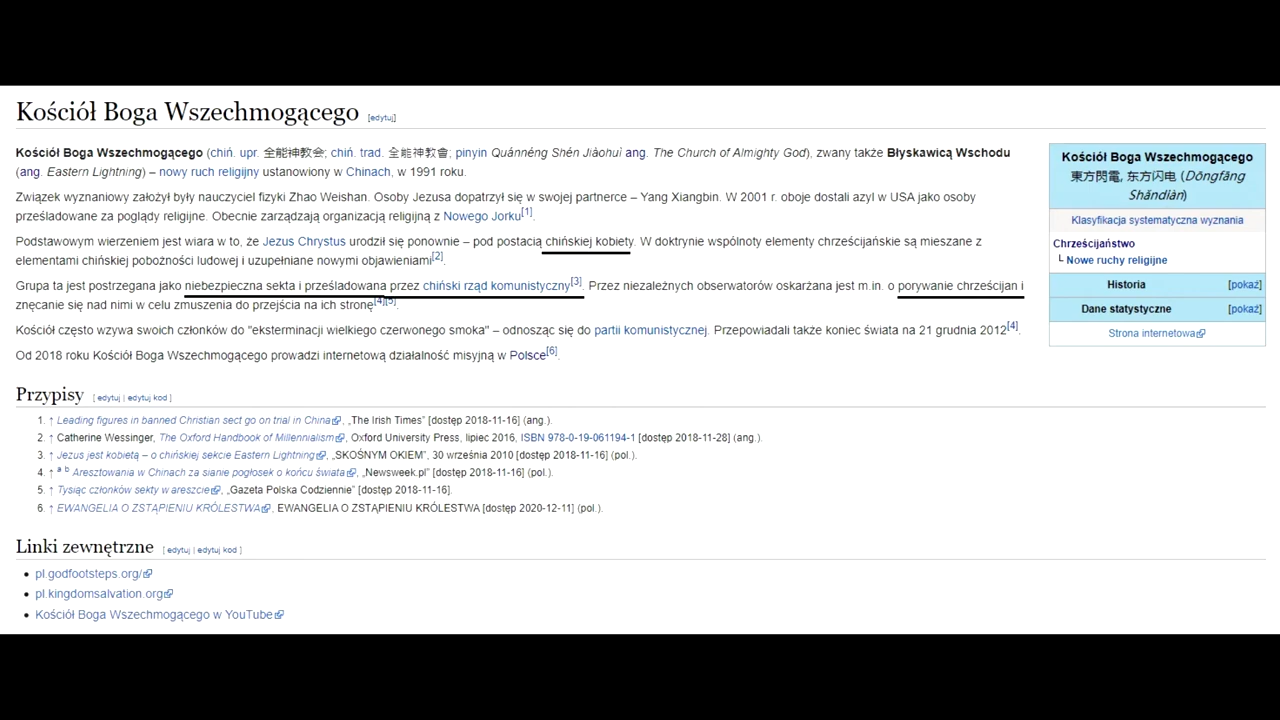 Kościół Boga Wszechmogącego [edytuj]
Kościół Boga Wszechmogącego (chiń. upr. 全能神教会; chiń. trad. 全能神教會; pinyin Quánnéng Shén Jiàohuì ang. The Church of Almighty God), zwany także Błyskawicą Wschodu
(ang. Eastern Lightning) – nowy ruch religijny ustanowiony w Chinach, w 1991 roku.
Związek wyznaniowy założył były nauczyciel fizyki Zhao Weishan. Osoby Jezusa dopatrzył się w swojej partnerce – Yang Xiangbin. W 2001 r. oboje dostali azyl w USA jako osoby
prześladowane za poglądy religijne. Obecnie zarządzają organizacją religijną z Nowego Jorku[1].
Podstawowym wierzeniem jest wiara w to, że Jezus Chrystus urodził się ponownie – pod postacią chińskiej kobiety. W doktrynie wspólnoty elementy chrześcijańskie są mieszane z
elementami chińskiej pobożności ludowej i uzupełniane nowymi objawieniami[2].
Grupa ta jest postrzegana jako niebezpieczna sekta i prześladowana przez chiński rząd komunistyczny[3]. Przez niezależnych obserwatorów oskarżana jest m.in. o porywanie chrześcijan i
znęcanie się nad nimi w celu zmuszenia do przejścia na ich stronę[4][5].
Kościół często wzywa swoich członków do "eksterminacji wielkiego czerwonego smoka" – odnosząc się do partii komunistycznej. Przepowiadali także koniec świata na 21 grudnia 2012[4].
Od 2018 roku Kościół Boga Wszechmogącego prowadzi internetową działalność misyjną w Polsce[6].
Kościół Boga Wszechmogącego
東方閃電, 东方闪电 (Dōngfāng
Shǎndiàn)
Klasyfikacja systematyczna wyznania
Chrześcijaństwo
└ Nowe ruchy religijne
Historia [pokaż]
Dane statystyczne [pokaż]
Strona internetowa
Przypisy [ edytuj | edytuj kod ]
1. ↑ Leading figures in banned Christian sect go on trial in China, „The Irish Times" [dostęp 2018-11-16] (ang.).
2. ↑ Catherine Wessinger, The Oxford Handbook of Millennialism, Oxford University Press, lipiec 2016, ISBN 978-0-19-061194-1 [dostęp 2018-11-28] (ang.).
3. ↑ Jezus jest kobietą – o chińskiej sekcie Eastern Lightning, „SKOŚNYM OKIEM", 30 września 2010 [dostęp 2018-11-16] (pol.).
4. ↑ a b Aresztowania w Chinach za sianie pogłosek o końcu świata, „Newsweek.pl" [dostęp 2018-11-16] (pol.).
5. ↑ Tysiąc członków sekty w areszcie, „Gazeta Polska Codziennie" [dostęp 2018-11-16].
6. ↑ EWANGELIA O ZSTĄPIENIU KRÓLESTWA, EWANGELIA O ZSTĄPIENIU KRÓLESTWA [dostęp 2020-12-11] (pol.).
Linki zewnętrzne [ edytuj | edytuj kod ]
• pl.godfootsteps.org/
• pl.kingdomsalvation.org
• Kościół Boga Wszechmogącego w YouTube